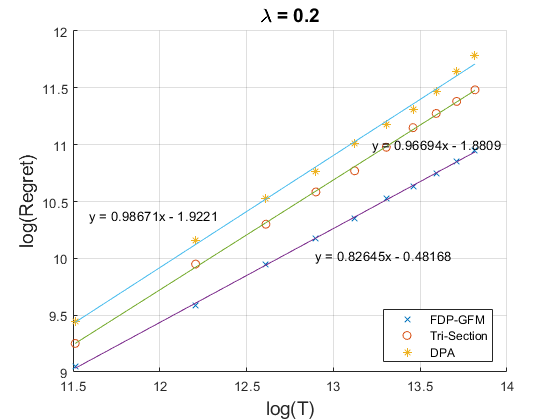 λ = 0.2
12
11.5
11
10.5
10
9.5
9
log(Regret)
y = 0.96694x - 1.8809
y = 0.98671x - 1.9221
y = 0.82645x - 0.48168
FDP-GFM
Tri-Section
DPA
11.5 12 12.5 13 13.5 14
log(T)